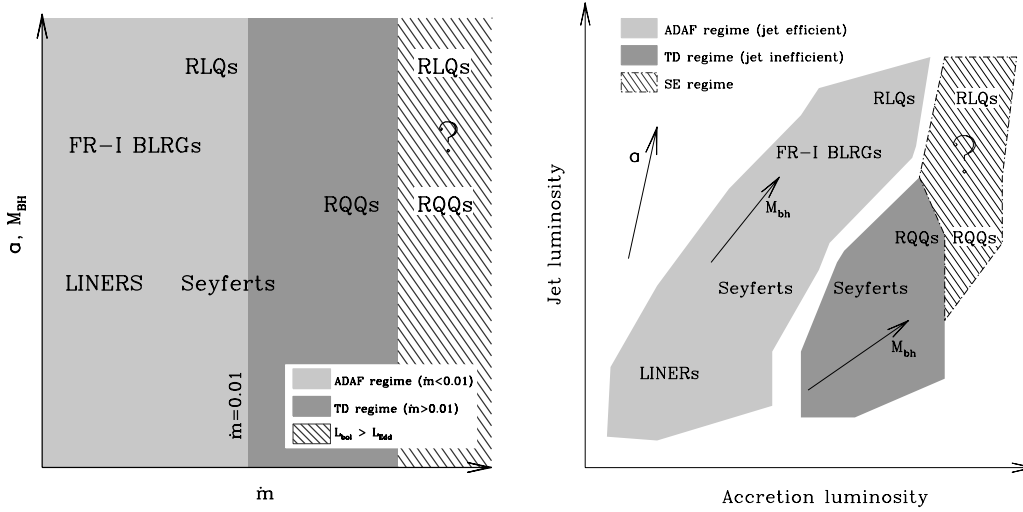 RLQs
RLQs
FR-I BLRGs
?
RQQs
RQQs
LINERS
Seyferts
a, M_BH
ṁ=0.01
ADAF regime (ṁ<0.01)
TD regime (ṁ>0.01)
L_bol > L_Edd
ṁ
ADAF regime (jet efficient)
TD regime (jet inefficient)
SE regime
RLQs
RLQs
a
FR-I BLRGs
?
M_bh
RQQs
RQQs
Seyferts
Seyferts
M_bh
LINERs
Jet luminosity
Accretion luminosity